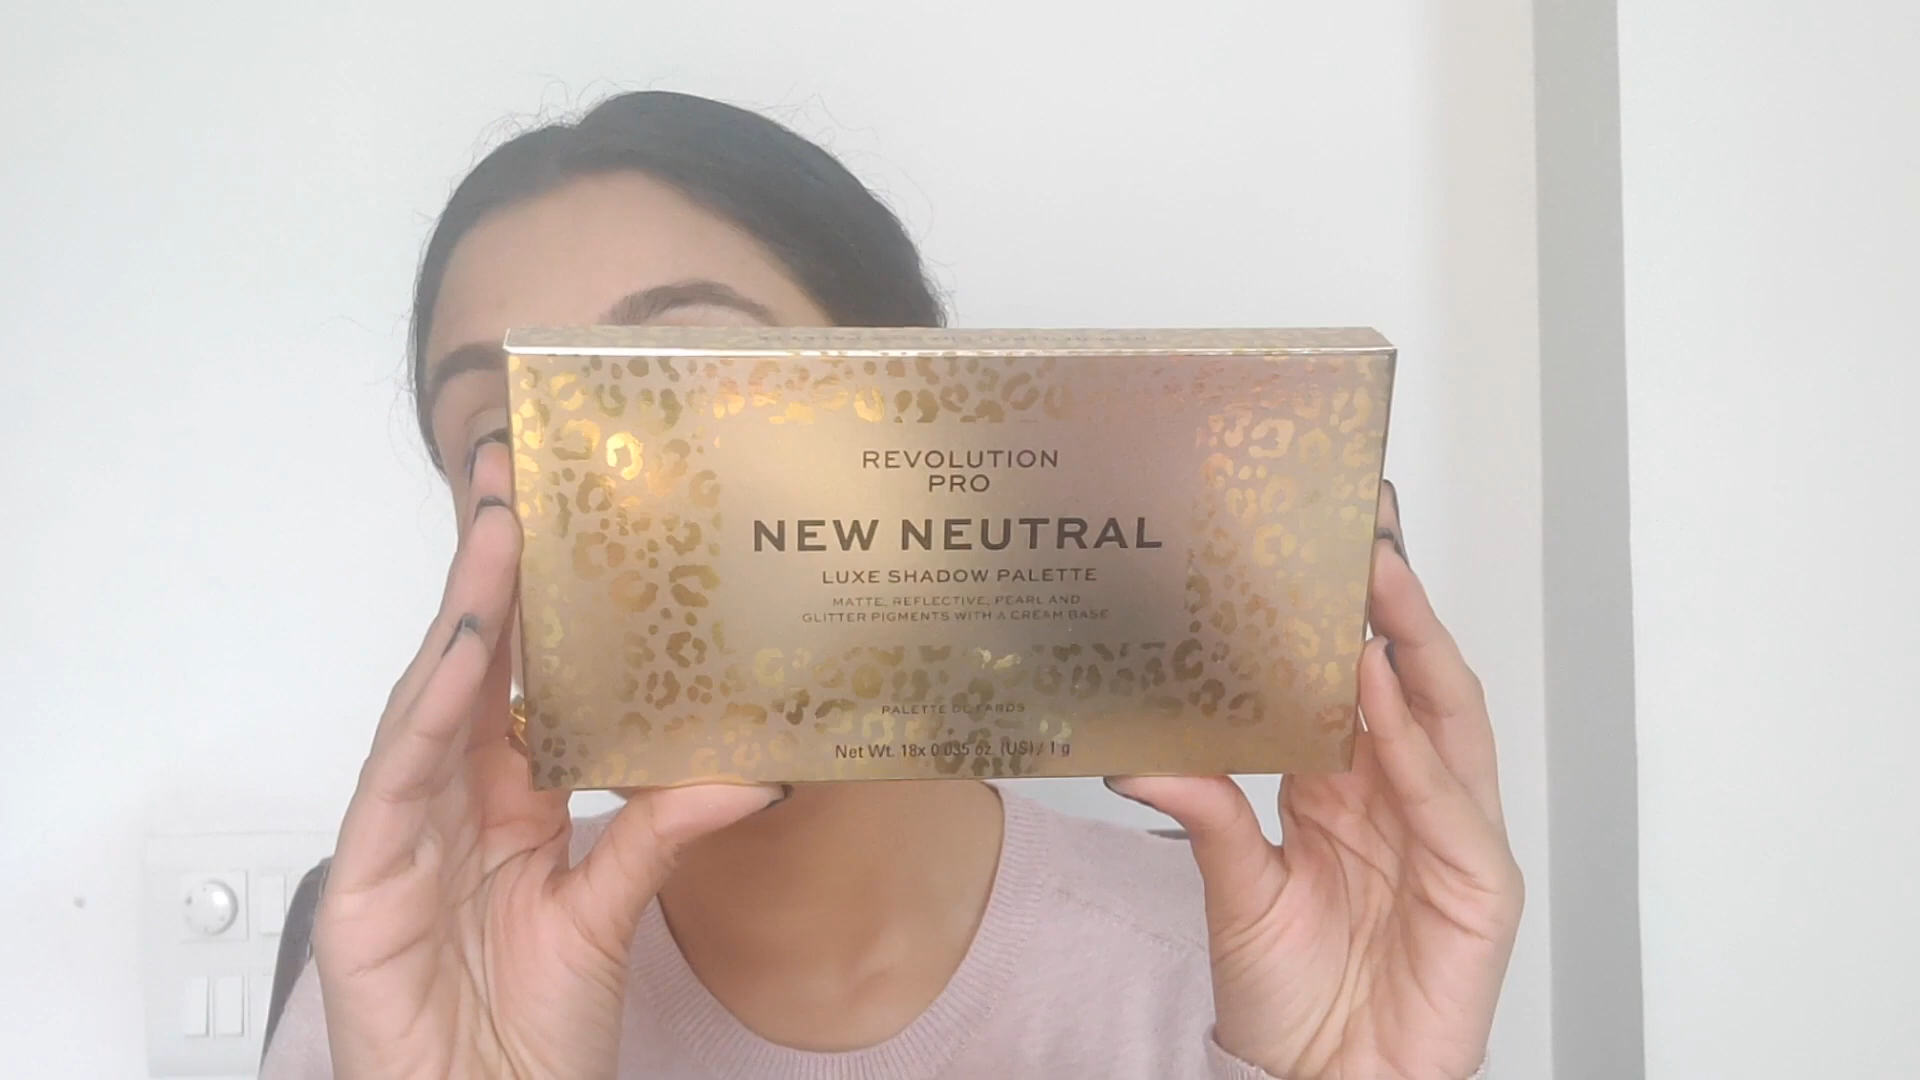 REVOLUTION
PRO
NEW NEUTRAL
LUXE SHADOW PALETTE
MATTE, REFLECTIVE, PEARL AND
GLITTER PIGMENTS WITH A CREAM BASE
PALETTE DE FARDS
Net Wt. 18x 0.035 oz. (US) / 1 g